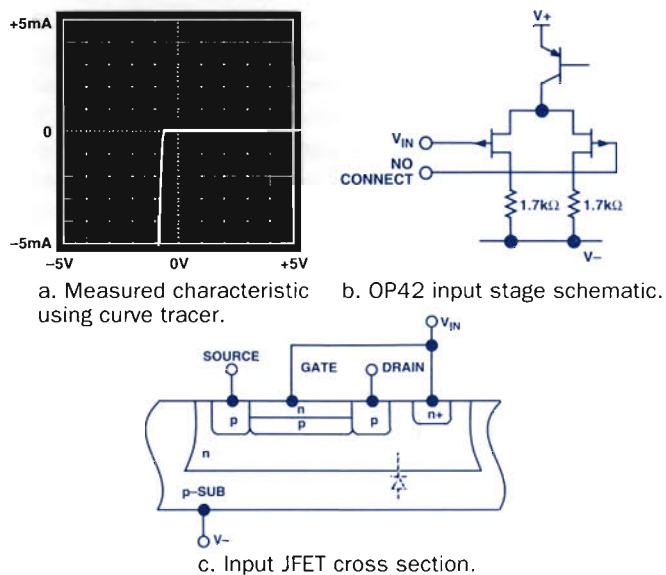 +5mA
0
-5mA
-5V
0V
+5V
a. Measured characteristic
using curve tracer.
V+
VIN
NO
CONNECT
1.7kΩ
1.7kΩ
V-
b. OP42 input stage schematic.
VIN
SOURCE
GATE
DRAIN
n
p
p
p
n+
n
p-SUB
V-
c. Input JFET cross section.